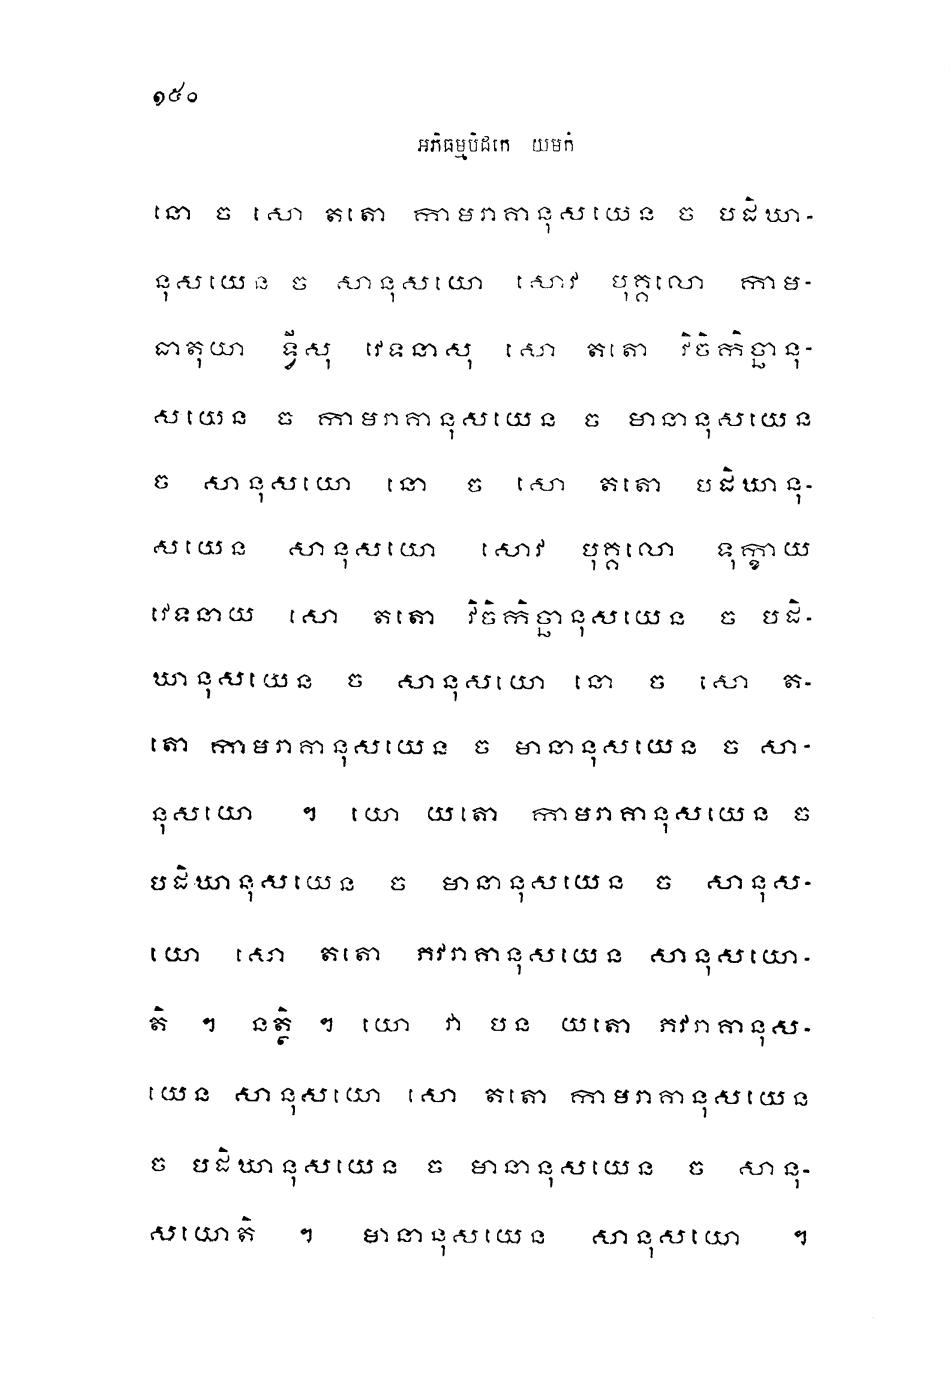 ១៥០
អភិធម្មបិដកេ យមកំ
នោ ច សោ តតោ កាមរាគានុសយេន ច បដិឃា-
នុសយេន ច សានុសយោ សោវ បុគ្គលោ កាម-
ធាតុយា ទ្វីសុ វេទនាសុ សោ តតោ វិចិកិច្ឆានុ-
សយេន ច កាមរាគានុសយេន ច មានានុសយេន
ច សានុសយោ នោ ច សោ តតោ បដិឃានុ-
សយេន សានុសយោ សោវ បុគ្គលោ ទុក្ខាយ
វេទនាយ សោ តតោ វិចិកិច្ឆានុសយេន ច បដិ-
ឃានុសយេន ច សានុសយោ នោ ច សោ ត-
តោ កាមរាគានុសយេន ច មានានុសយេន ច សា-
នុសយោ ។ យោ យតោ កាមរាគានុសយេន ច
បដិឃានុសយេន ច មានានុសយេន ច សានុស-
យោ សោ តតោ ភវរាគានុសយេន សានុសយោ-
តិ ។ នត្ថិ ។ យោ វា បន យតោ ភវរាគានុស-
យេន សានុសយោ សោ តតោ កាមរាគានុសយេន
ច បដិឃានុសយេន ច មានានុសយេន ច សានុ-
សយោតិ ។ មានានុសយេន សានុសយោ ។